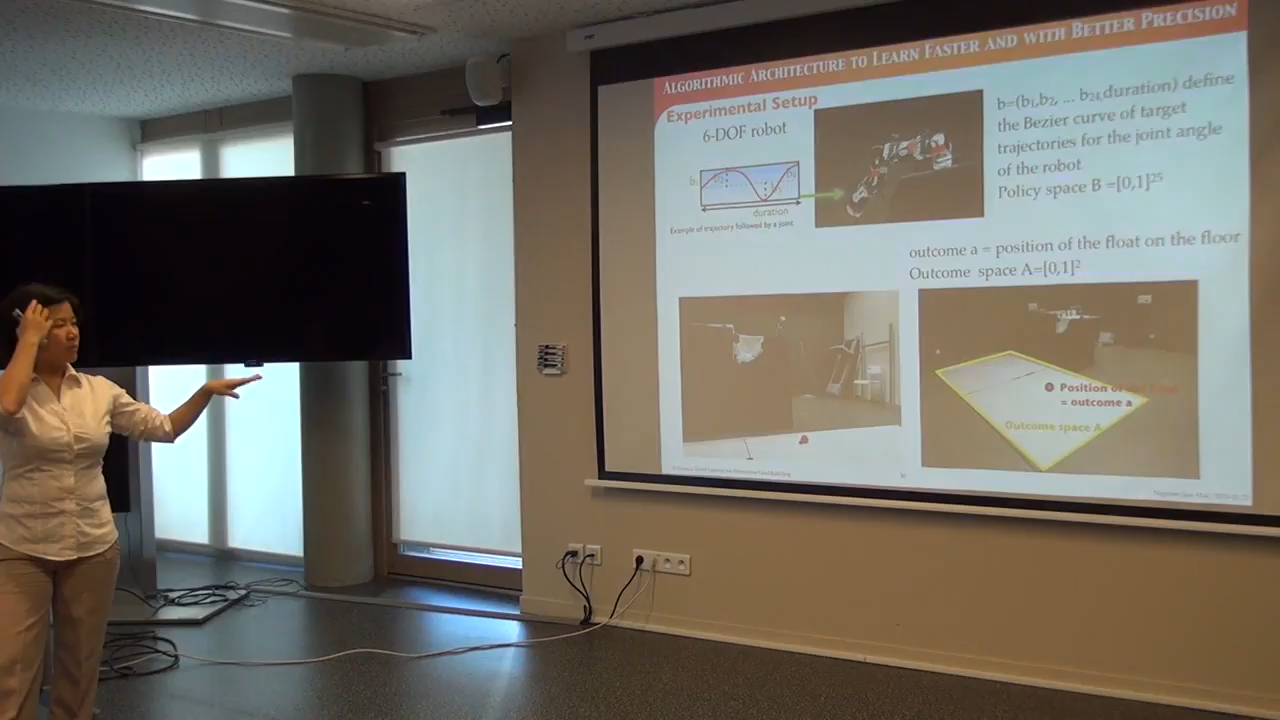 ALGORITHMIC ARCHITECTURE TO LEARN FASTER AND WITH BETTER PRECISION
Experimental Setup
6-DOF robot
b=(b1,b2, ... b24,duration) define
the Bezier curve of target
trajectories for the joint angle
of the robot
Policy space B =[0,1]25
duration
Example of trajectory followed by a joint
outcome a = position of the float on the floor
Outcome space A=[0,1]2
Position of
= outcome a
Outcome space A